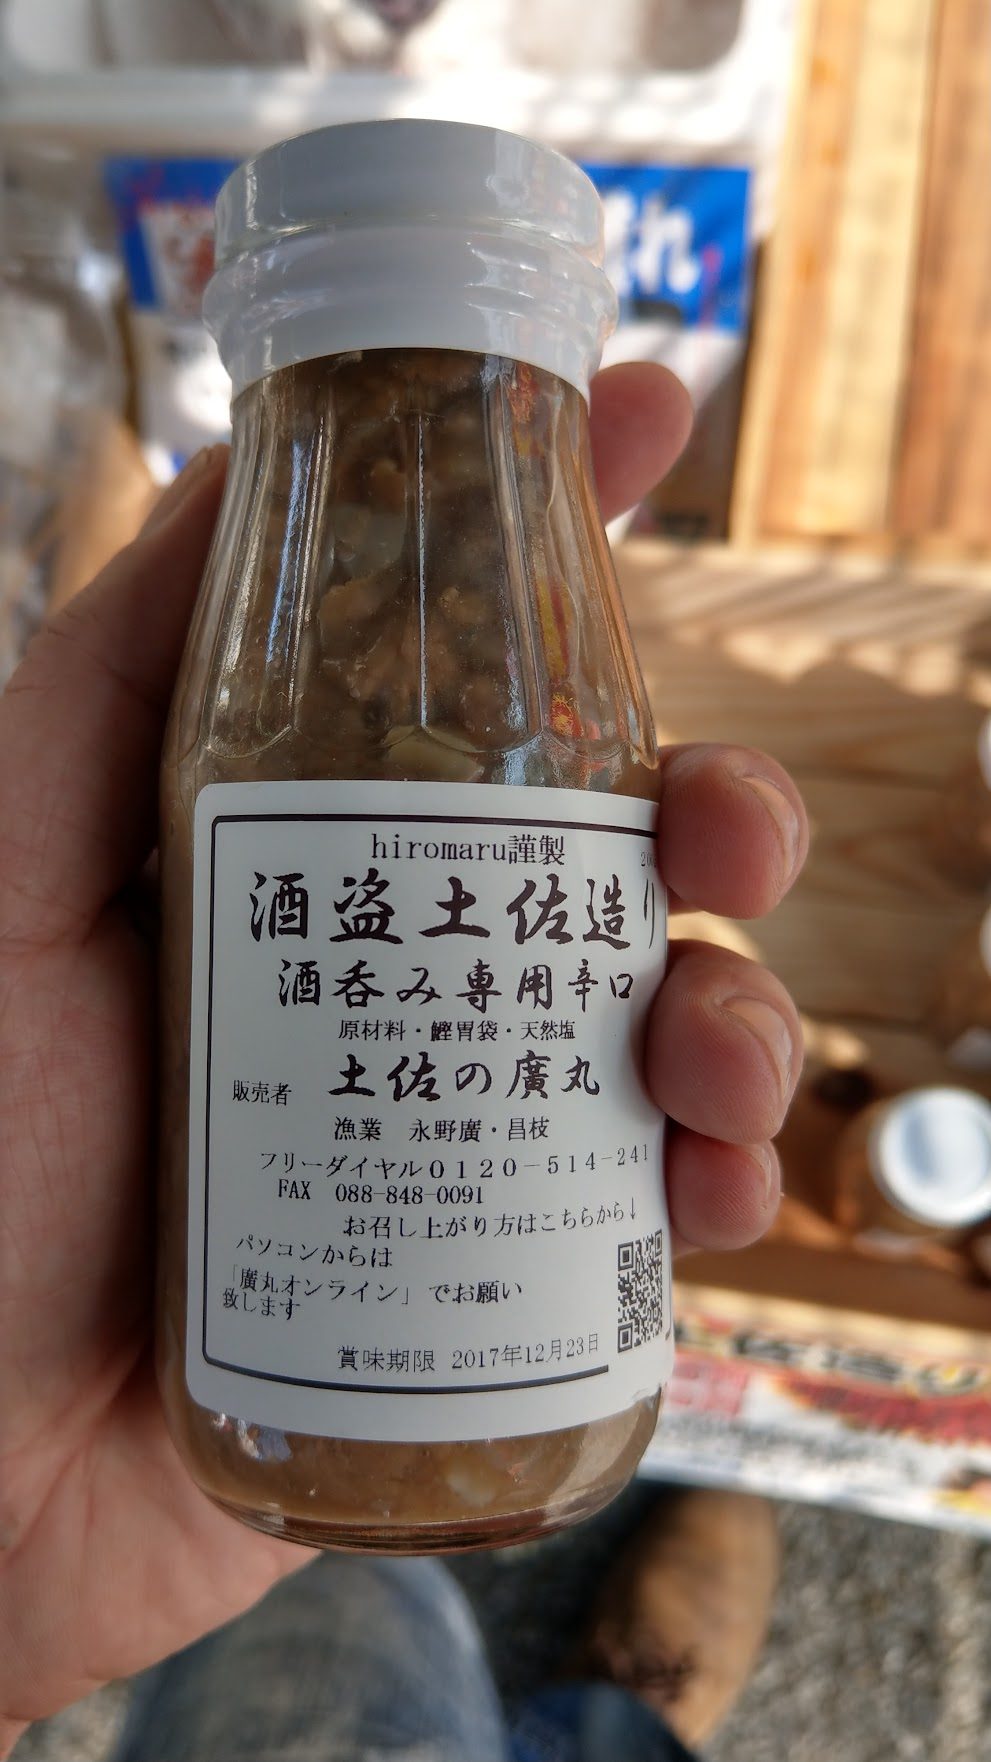 hiromaru謹製
酒盗土佐造り
酒呑み専用辛口
原材料・鰹胃袋・天然塩
販売者 土佐の廣丸
漁業 永野廣・昌枝
フリーダイヤル0120-514-241
FAX 088-848-0091
お召し上がり方はこちらから↓
パソコンからは
「廣丸オンライン」でお願い
致します
賞味期限 2017年12月23日